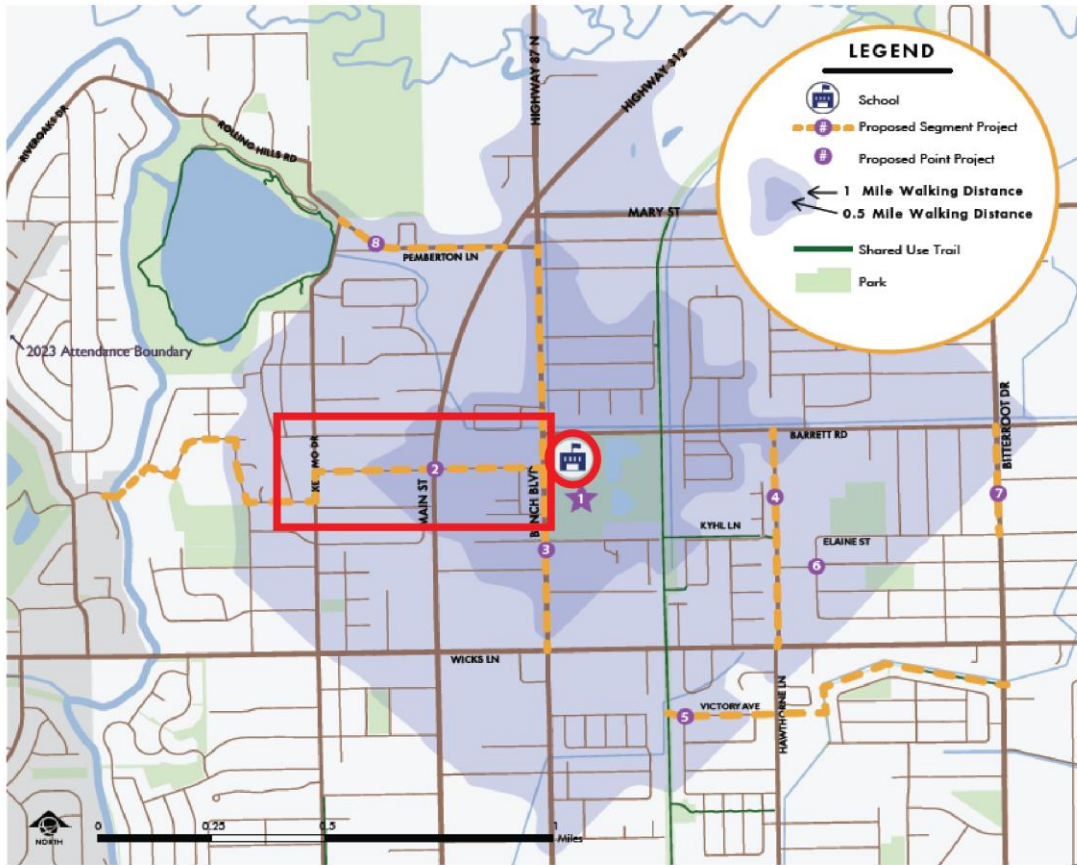 LEGEND
School
# Proposed Segment Project
# Proposed Point Project
1 Mile Walking Distance
0.5 Mile Walking Distance
Shared Use Trail
Park
RIVEROAKS DR
ROLLING HILLS RD
HIGHWAY 87 N
HIGHWAY 312
MARY ST
8
PEMBERTON LN
2023 Attendance Boundary
BARRETT RD
BITTERROOT DR
KE MO DR
2
MAIN ST
BENCH BLVD
1
4
7
KYHL LN
ELAINE ST
3
6
WICKS LN
HAWTHORNE LN
VICTORY AVE
5
NORTH
0 0.25 0.5 1
Miles